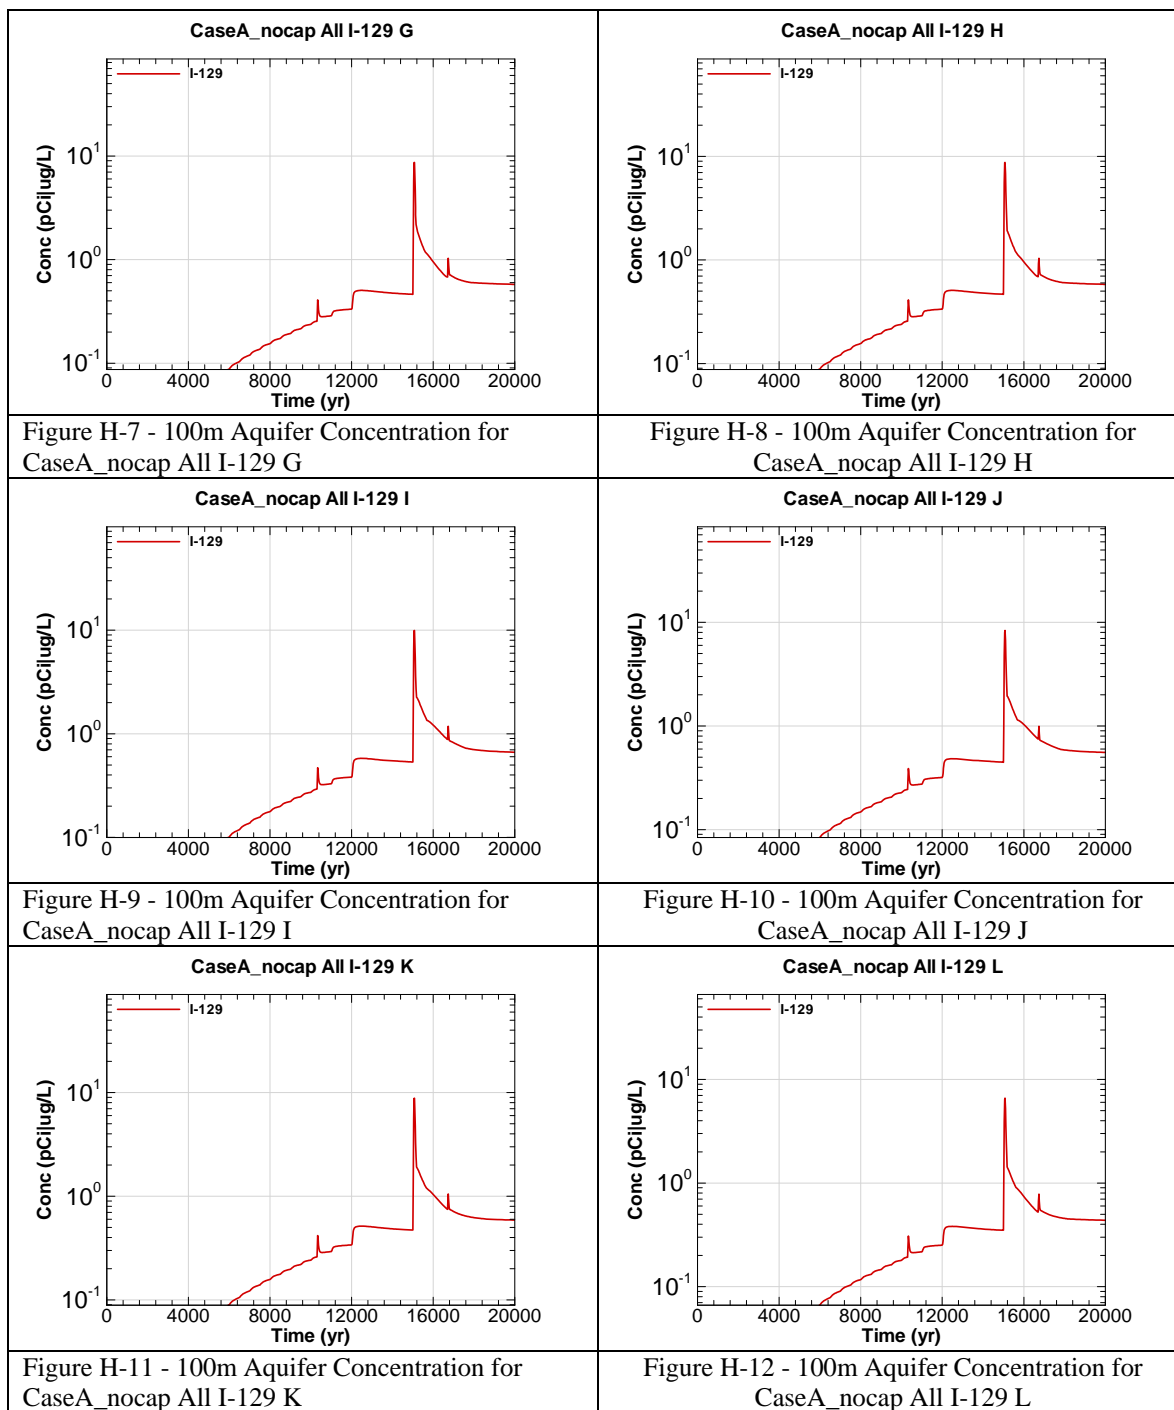 CaseA_nocap All I-129 G
I-129
Conc (pCi|ug/L)
10^1
10^0
10^-1
0 4000 8000 12000 16000 20000
Time (yr)
Figure H-7 - 100m Aquifer Concentration for
CaseA_nocap All I-129 G
CaseA_nocap All I-129 H
I-129
Conc (pCi|ug/L)
10^1
10^0
10^-1
0 4000 8000 12000 16000 20000
Time (yr)
Figure H-8 - 100m Aquifer Concentration for
CaseA_nocap All I-129 H
CaseA_nocap All I-129 I
I-129
Conc (pCi|ug/L)
10^1
10^0
10^-1
0 4000 8000 12000 16000 20000
Time (yr)
Figure H-9 - 100m Aquifer Concentration for
CaseA_nocap All I-129 I
CaseA_nocap All I-129 J
I-129
Conc (pCi|ug/L)
10^1
10^0
10^-1
0 4000 8000 12000 16000 20000
Time (yr)
Figure H-10 - 100m Aquifer Concentration for
CaseA_nocap All I-129 J
CaseA_nocap All I-129 K
I-129
Conc (pCi|ug/L)
10^1
10^0
10^-1
0 4000 8000 12000 16000 20000
Time (yr)
Figure H-11 - 100m Aquifer Concentration for
CaseA_nocap All I-129 K
CaseA_nocap All I-129 L
I-129
Conc (pCi|ug/L)
10^1
10^0
10^-1
0 4000 8000 12000 16000 20000
Time (yr)
Figure H-12 - 100m Aquifer Concentration for
CaseA_nocap All I-129 L